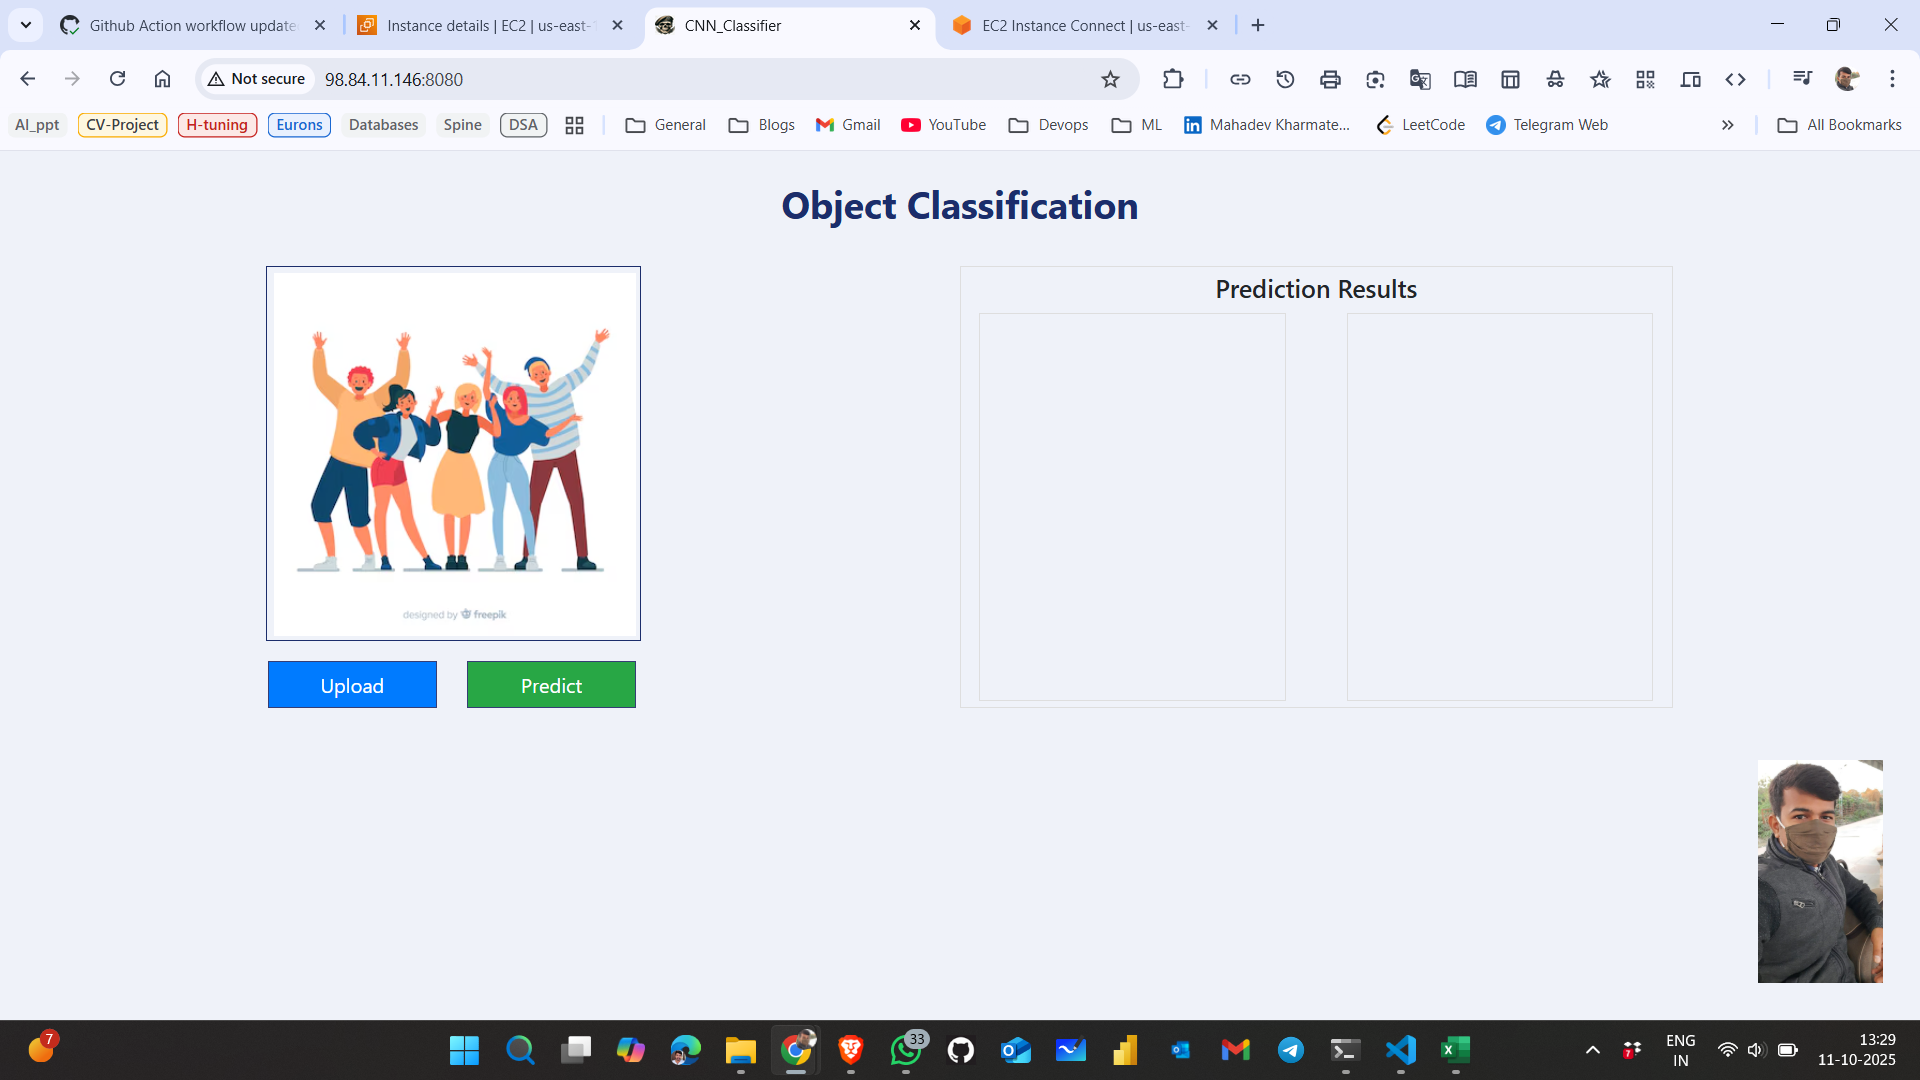 Github Action workflow update
Instance details | EC2 | us-east-1
CNN_Classifier
EC2 Instance Connect | us-east-
Not secure
98.84.11.146:8080
AI_ppt
CV-Project
H-tuning
Eurons
Databases
Spine
DSA
General
Blogs
Gmail
YouTube
Devops
ML
Mahadev Kharmate...
LeetCode
Telegram Web
All Bookmarks
Object Classification
Prediction Results
designed by freepik
Upload
Predict
7
33
7
ENG
IN
13:29
11-10-2025